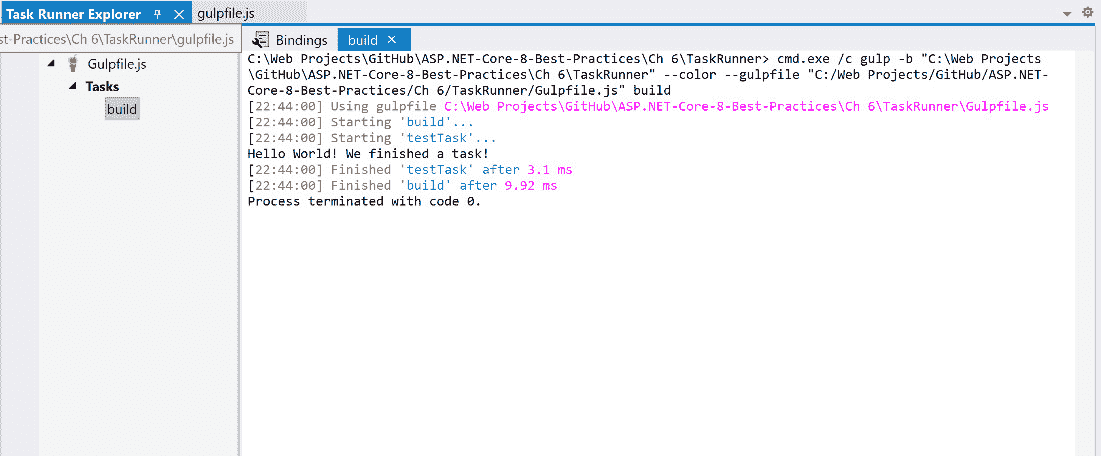 Task Runner Explorer
gulpfile.js
est-Practices\Ch 6\TaskRunner\gulpfile.js
Bindings
build
Gulpfile.js
Tasks
build
C:\Web Projects\GitHub\ASP.NET-Core-8-Best-Practices\Ch 6\TaskRunner> cmd.exe /c gulp -b "C:\Web Projects
\GitHub\ASP.NET-Core-8-Best-Practices\Ch 6\TaskRunner" --color --gulpfile "C:/Web Projects/GitHub/ASP.NET-
Core-8-Best-Practices/Ch 6/TaskRunner/Gulpfile.js" build
[22:44:00] Using gulpfile C:\Web Projects\GitHub\ASP.NET-Core-8-Best-Practices\Ch 6\TaskRunner\Gulpfile.js
[22:44:00] Starting 'build'...
[22:44:00] Starting 'testTask'...
Hello World! We finished a task!
[22:44:00] Finished 'testTask' after 3.1 ms
[22:44:00] Finished 'build' after 9.92 ms
Process terminated with code 0.